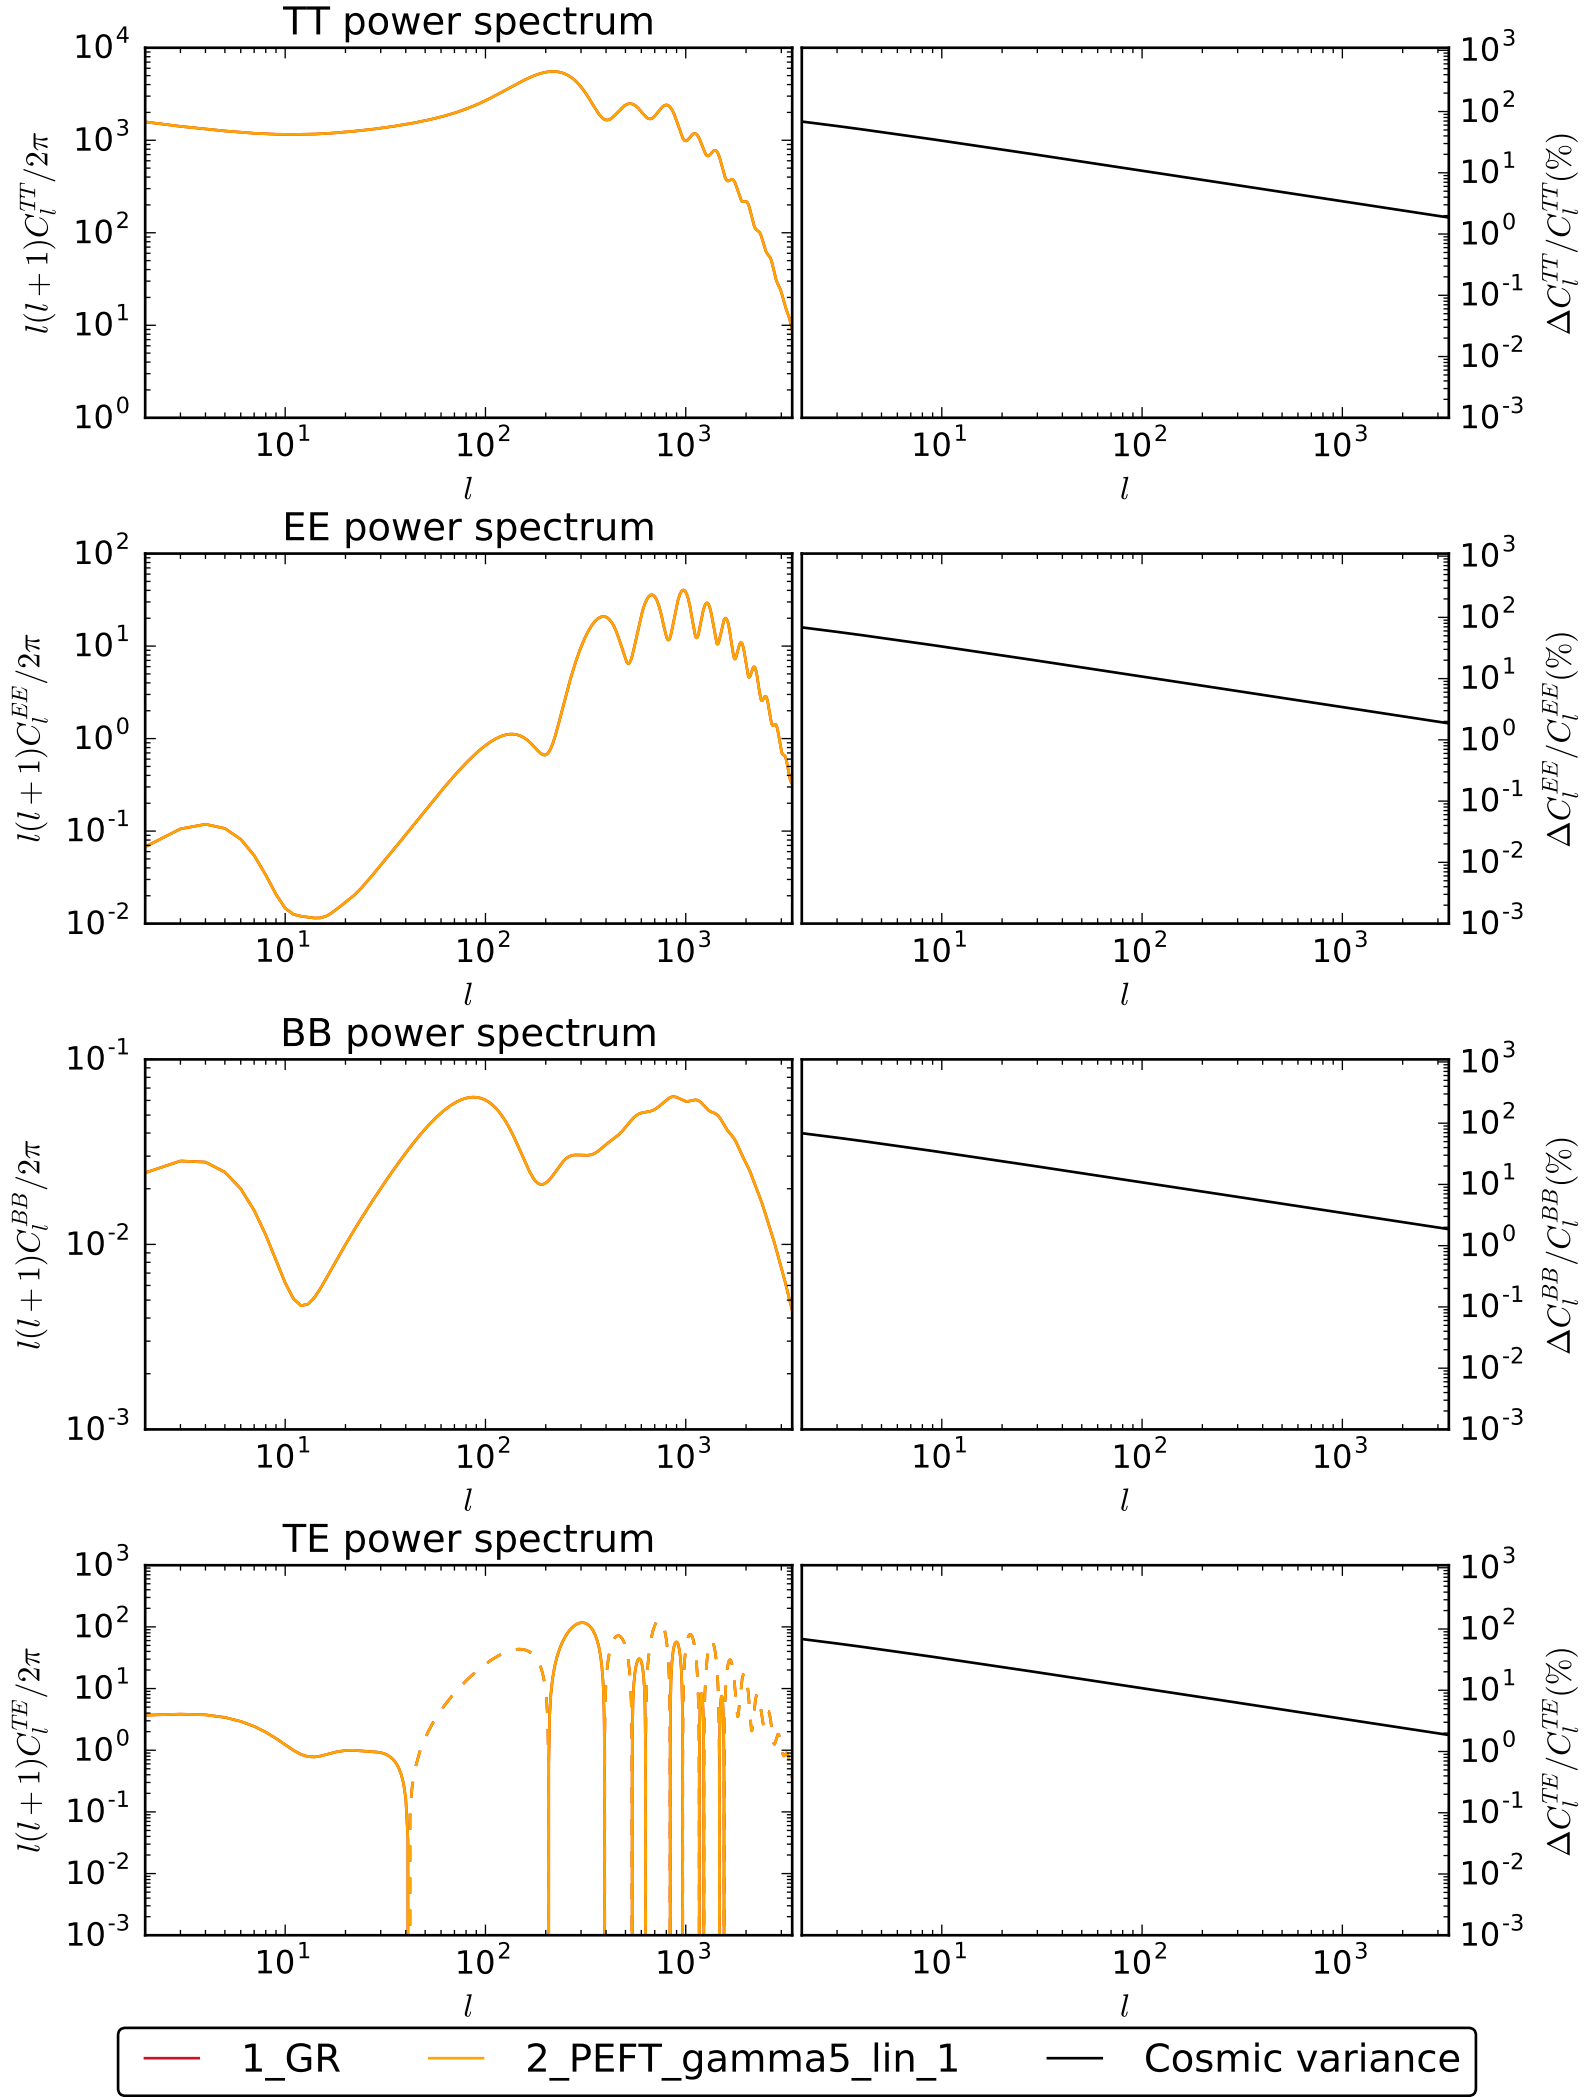 TT power spectrum
l(l + 1)C_l^{TT}/2π
10^4
10^3
10^2
10^1
10^0
10^1 10^2 10^3
l
10^1 10^2 10^3
l
10^3
10^2
10^1
10^0
10^-1
10^-2
10^-3
ΔC_l^{TT}/C_l^{TT}(%)
EE power spectrum
l(l + 1)C_l^{EE}/2π
10^2
10^1
10^0
10^-1
10^-2
10^1 10^2 10^3
l
10^1 10^2 10^3
l
10^3
10^2
10^1
10^0
10^-1
10^-2
10^-3
ΔC_l^{EE}/C_l^{EE}(%)
BB power spectrum
l(l + 1)C_l^{BB}/2π
10^-1
10^-2
10^-3
10^1 10^2 10^3
l
10^1 10^2 10^3
l
10^3
10^2
10^1
10^0
10^-1
10^-2
10^-3
ΔC_l^{BB}/C_l^{BB}(%)
TE power spectrum
l(l + 1)C_l^{TE}/2π
10^3
10^2
10^1
10^0
10^-1
10^-2
10^-3
10^1 10^2 10^3
l
10^1 10^2 10^3
l
10^3
10^2
10^1
10^0
10^-1
10^-2
10^-3
ΔC_l^{TE}/C_l^{TE}(%)
1_GR 2_PEFT_gamma5_lin_1 Cosmic variance